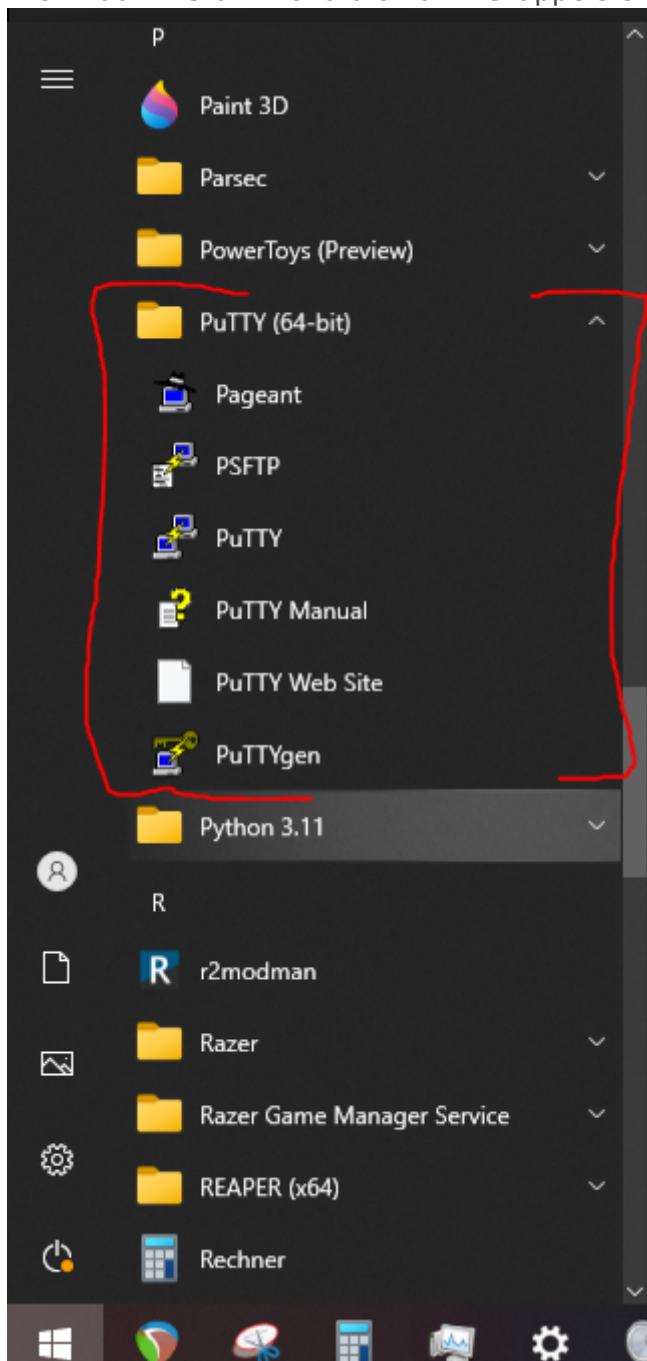 P
Paint 3D
Parsec
PowerToys (Preview)
PuTTY (64-bit)
Pageant
PSFTP
PuTTY
PuTTY Manual
PuTTY Web Site
PuTTYgen
Python 3.11
R
R r2modman
Razer
Razer Game Manager Service
REAPER (x64)
Rechner